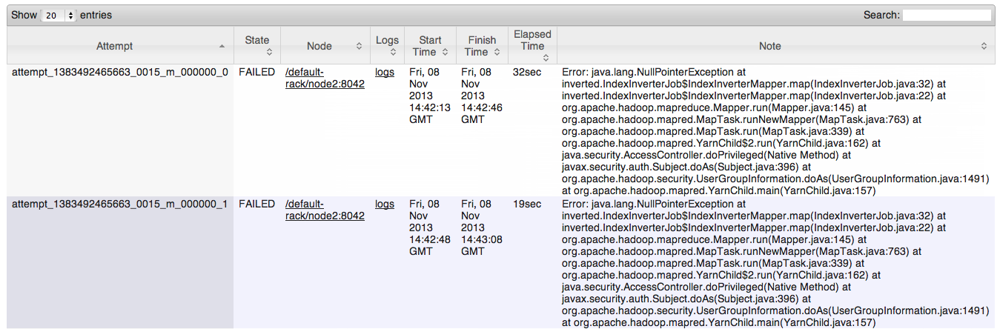 Show 20 entries Search:
Attempt State Node Logs Start Time Finish Time Elapsed Time Note
attempt_1383492465663_0015_m_000000_0 FAILED /default-rack/node2:8042 logs Fri, 08 Nov 2013 14:42:13 GMT Fri, 08 Nov 2013 14:42:46 GMT 32sec Error: java.lang.NullPointerException at
inverted.IndexInverterJob$IndexInverterMapper.map(IndexInverterJob.java:32) at
inverted.IndexInverterJob$IndexInverterMapper.map(IndexInverterJob.java:22) at
org.apache.hadoop.mapreduce.Mapper.run(Mapper.java:145) at
org.apache.hadoop.mapred.MapTask.runNewMapper(MapTask.java:763) at
org.apache.hadoop.mapred.MapTask.run(MapTask.java:339) at
org.apache.hadoop.mapred.YarnChild$2.run(YarnChild.java:162) at
java.security.AccessController.doPrivileged(Native Method) at
javax.security.auth.Subject.doAs(Subject.java:396) at
org.apache.hadoop.security.UserGroupInformation.doAs(UserGroupInformation.java:1491)
at org.apache.hadoop.mapred.YarnChild.main(YarnChild.java:157)
attempt_1383492465663_0015_m_000000_1 FAILED /default-rack/node2:8042 logs Fri, 08 Nov 2013 14:42:48 GMT Fri, 08 Nov 2013 14:43:08 GMT 19sec Error: java.lang.NullPointerException at
inverted.IndexInverterJob$IndexInverterMapper.map(IndexInverterJob.java:32) at
inverted.IndexInverterJob$IndexInverterMapper.map(IndexInverterJob.java:22) at
org.apache.hadoop.mapreduce.Mapper.run(Mapper.java:145) at
org.apache.hadoop.mapred.MapTask.runNewMapper(MapTask.java:763) at
org.apache.hadoop.mapred.MapTask.run(MapTask.java:339) at
org.apache.hadoop.mapred.YarnChild$2.run(YarnChild.java:162) at
java.security.AccessController.doPrivileged(Native Method) at
javax.security.auth.Subject.doAs(Subject.java:396) at
org.apache.hadoop.security.UserGroupInformation.doAs(UserGroupInformation.java:1491)
at org.apache.hadoop.mapred.YarnChild.main(YarnChild.java:157)